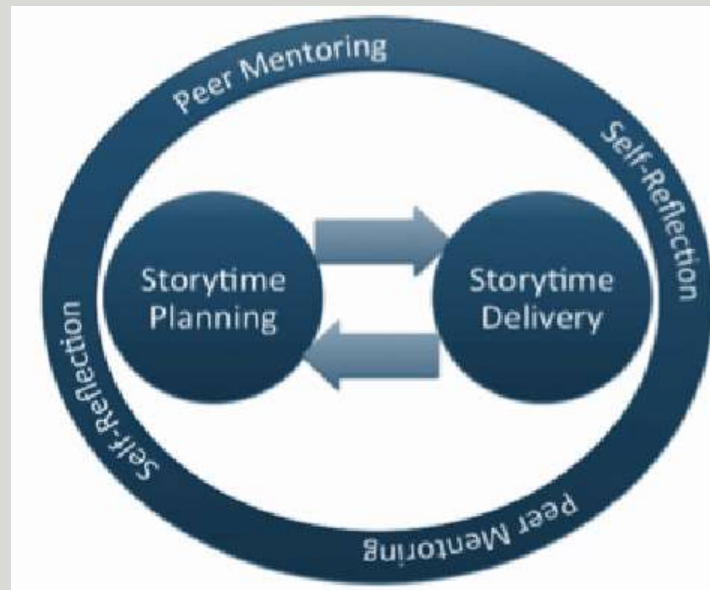 Peer Mentoring
Self-Reflection
Storytime
Planning
Storytime
Delivery
Self-Reflection
Peer Mentoring